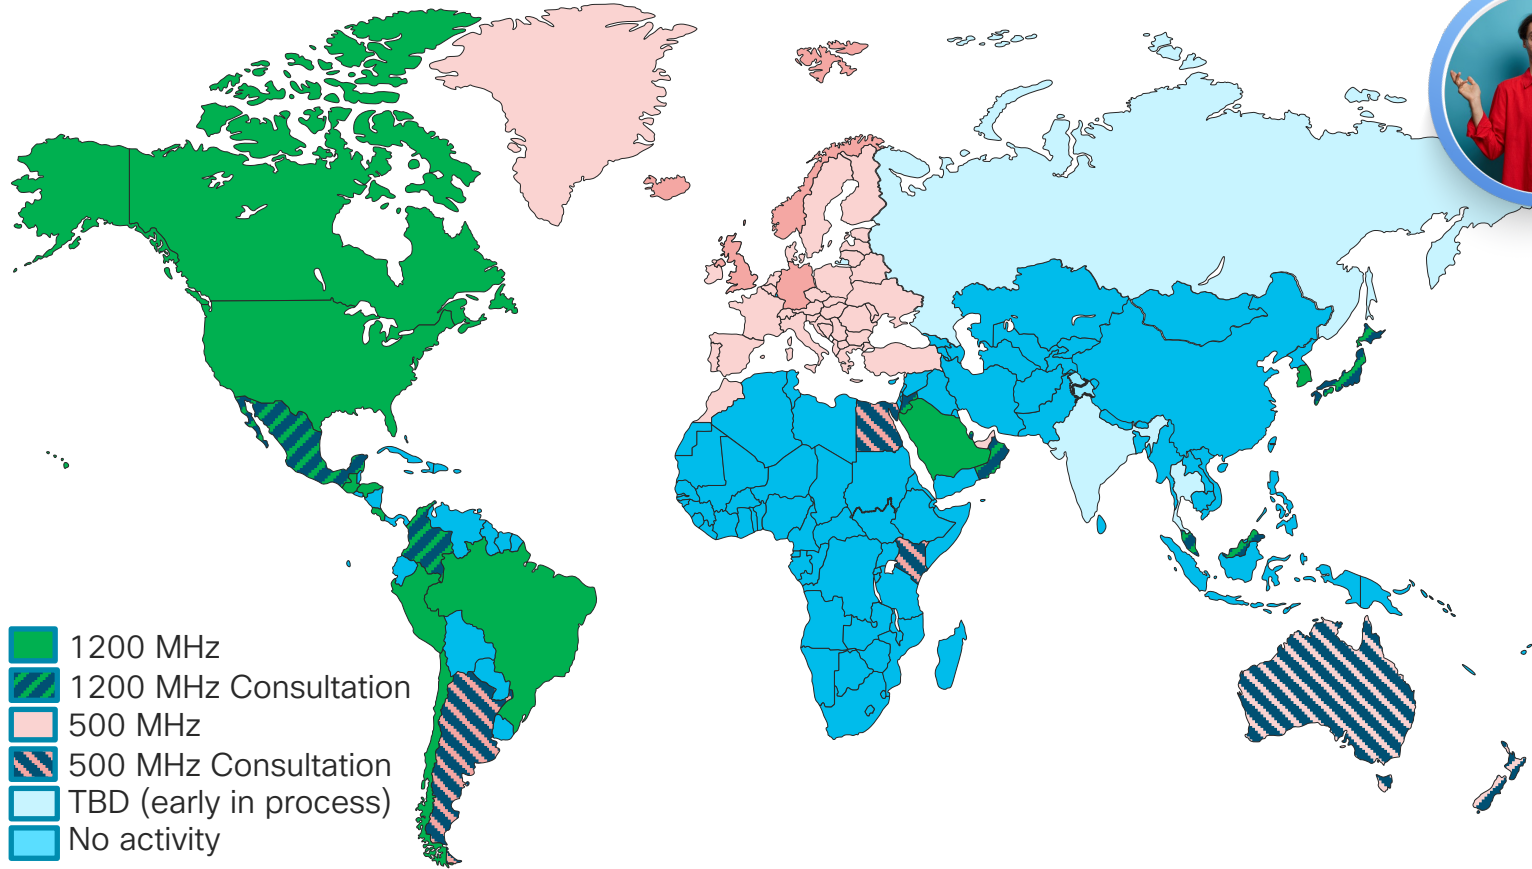 1200 MHz
1200 MHz Consultation
500 MHz
500 MHz Consultation
TBD (early in process)
No activity